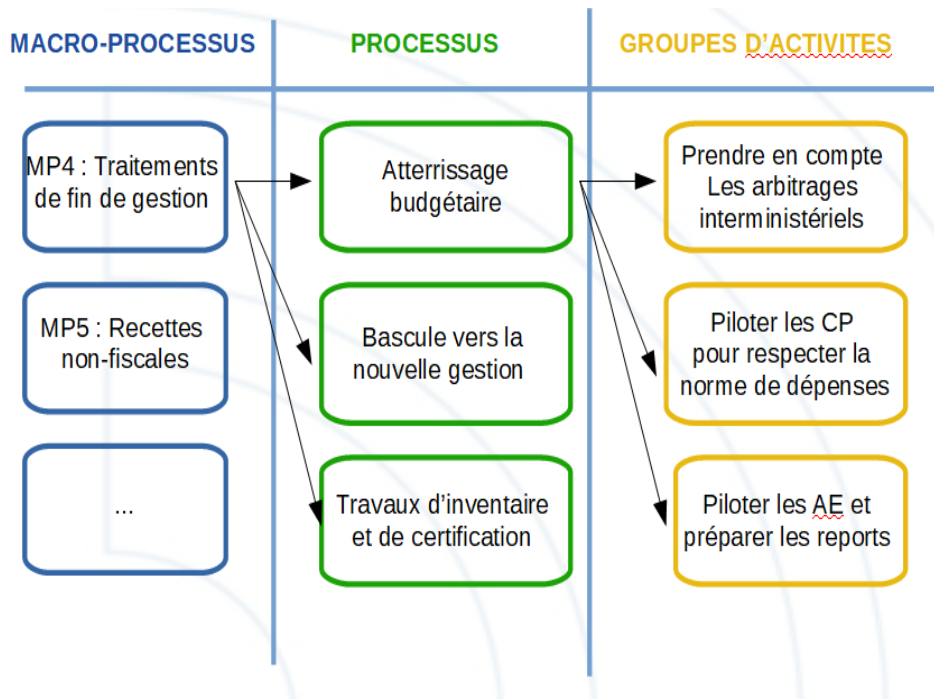 MACRO-PROCESSUS
PROCESSUS
GROUPES D'ACTIVITES
MP4 : Traitements
de fin de gestion
Atterrissage
budgétaire
Prendre en compte
Les arbitrages
interministériels
MP5 : Recettes
non-fiscales
Bascule vers la
nouvelle gestion
Piloter les CP
pour respecter la
norme de dépenses
...
Travaux d'inventaire
et de certification
Piloter les AE et
préparer les reports